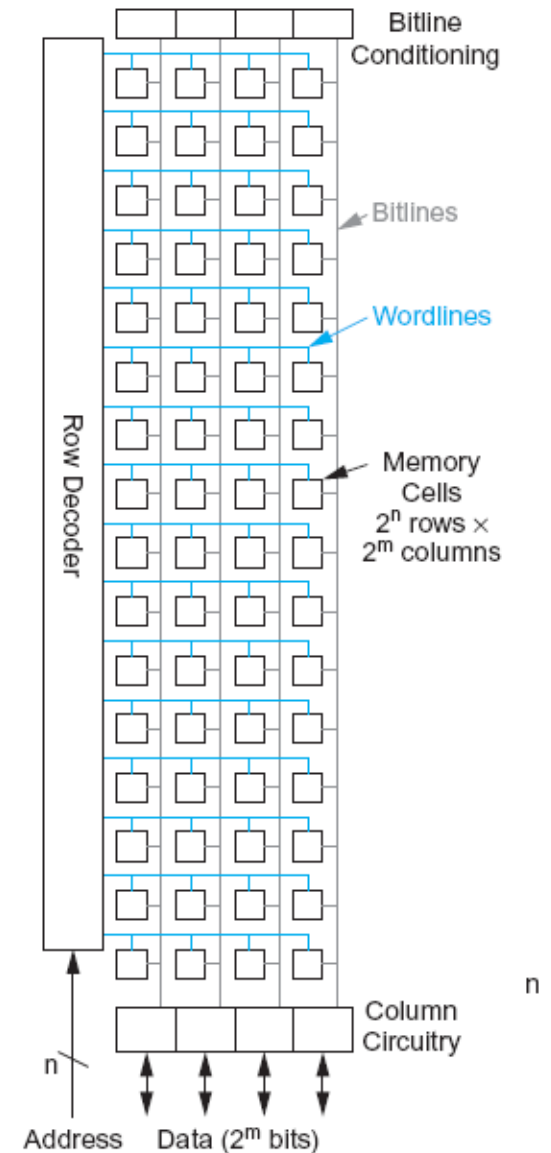 Bitline
Conditioning
Bitlines
Wordlines
Row Decoder
Memory
Cells
2ⁿ rows ×
2ᵐ columns
n
Column
Circuitry
n
Address
Data (2ᵐ bits)